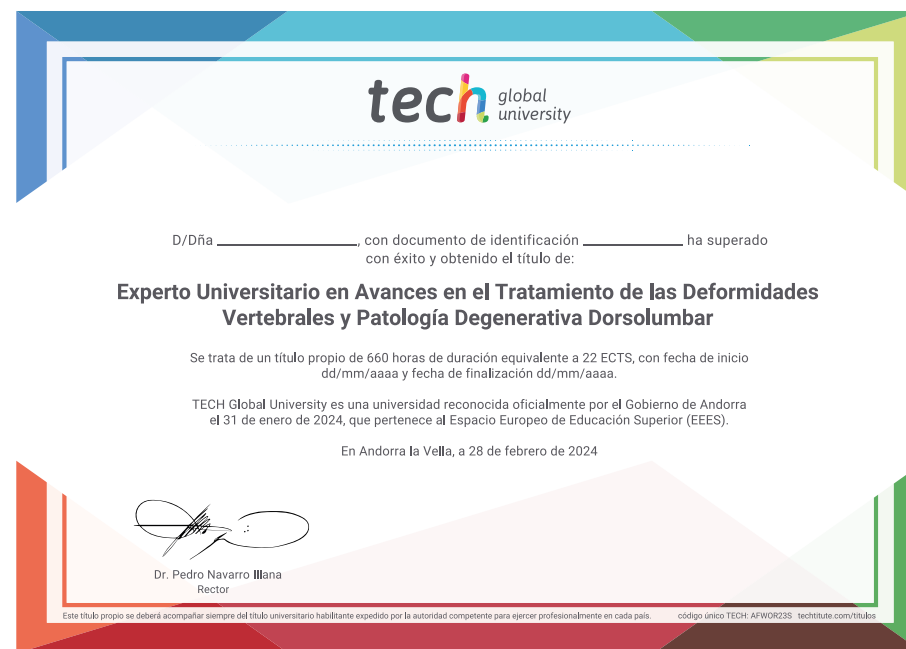 tech global university
D/Dña ____________________, con documento de identificación ______________ ha superado
con éxito y obtenido el título de:
Experto Universitario en Avances en el Tratamiento de las Deformidades
Vertebrales y Patología Degenerativa Dorsolumbar
Se trata de un título propio de 660 horas de duración equivalente a 22 ECTS, con fecha de inicio
dd/mm/aaaa y fecha de finalización dd/mm/aaaa.
TECH Global University es una universidad reconocida oficialmente por el Gobierno de Andorra
el 31 de enero de 2024, que pertenece al Espacio Europeo de Educación Superior (EEES).
En Andorra la Vella, a 28 de febrero de 2024
Dr. Pedro Navarro Illana
Rector
Este título propio se deberá acompañar siempre del título universitario habilitante expedido por la autoridad competente para ejercer profesionalmente en cada país. código único TECH: AFWOR23S techtitute.com/titulos